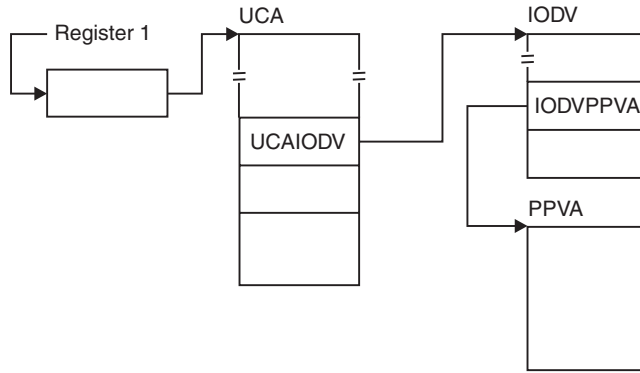 Register 1
UCA
IODV
UCAIODV
IODVPPVA
PPVA